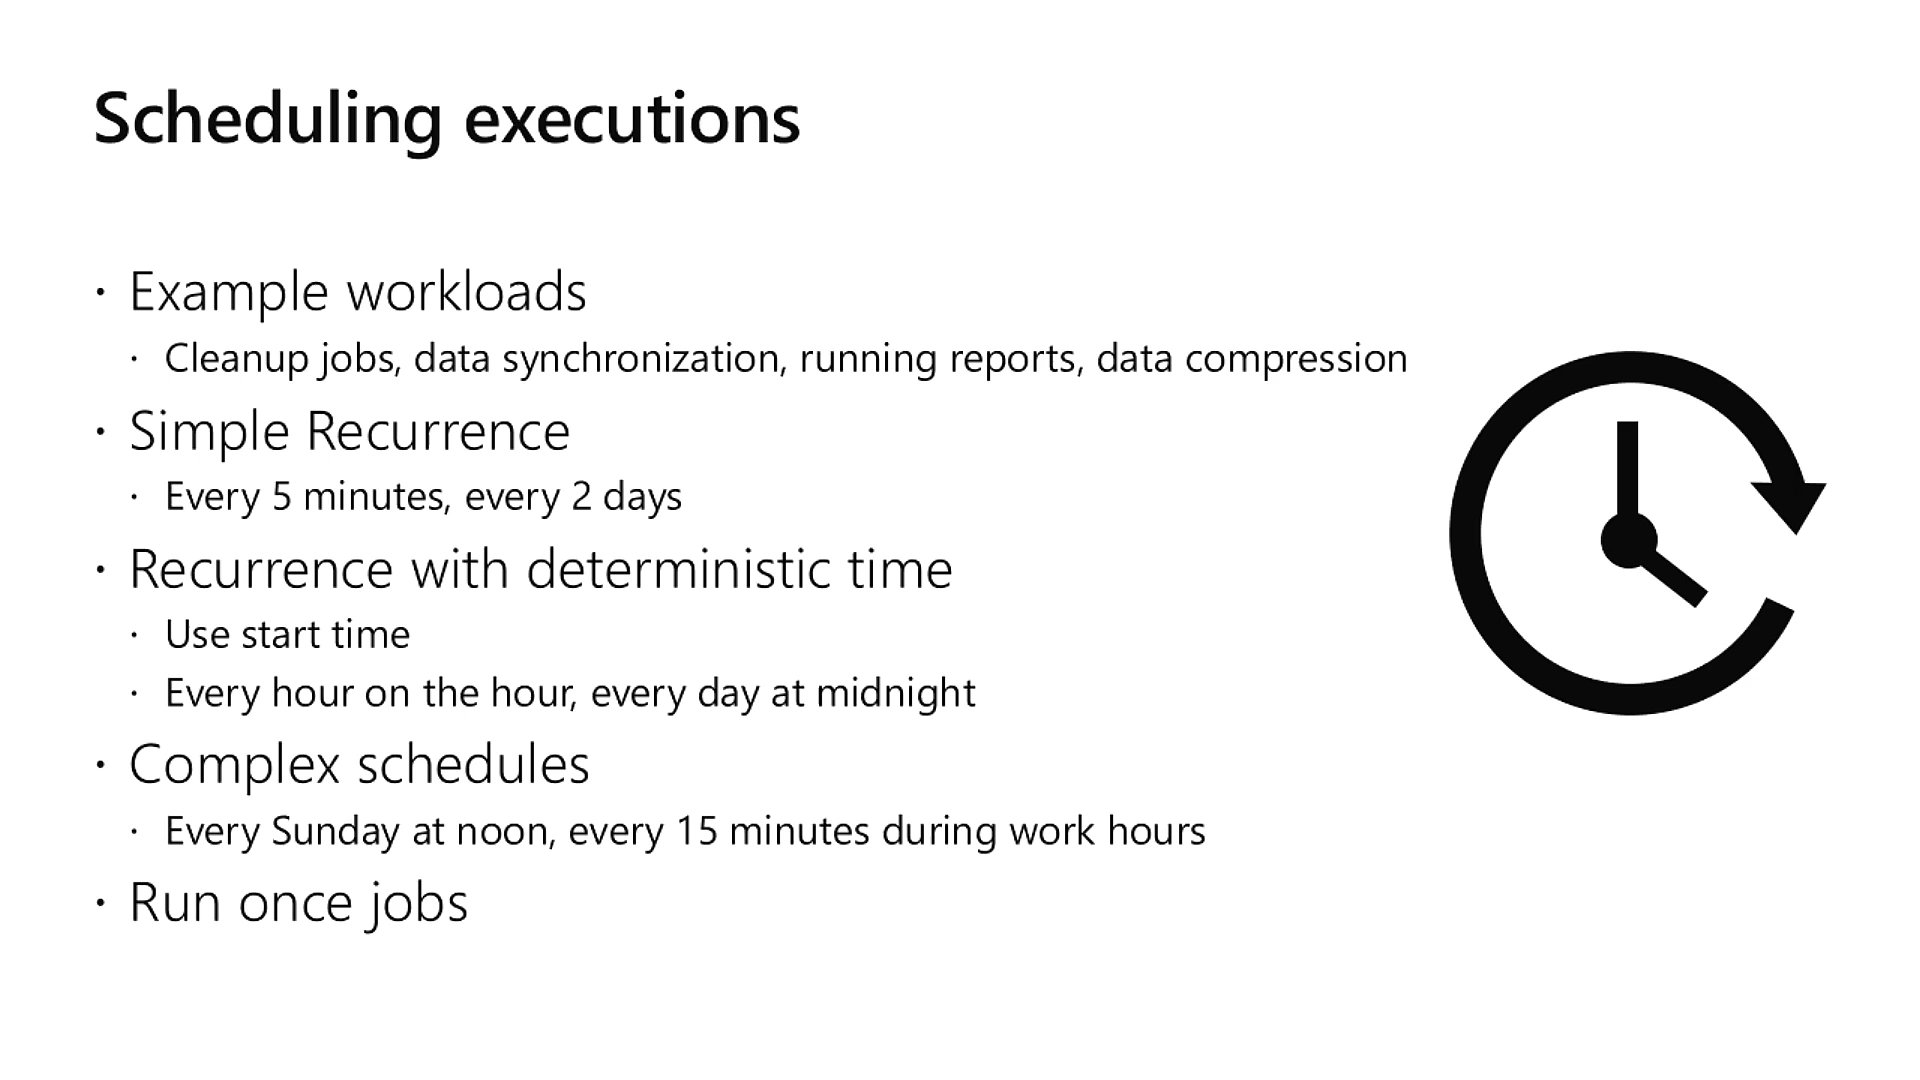 Scheduling executions
· Example workloads
· Cleanup jobs, data synchronization, running reports, data compression
· Simple Recurrence
· Every 5 minutes, every 2 days
· Recurrence with deterministic time
· Use start time
· Every hour on the hour, every day at midnight
· Complex schedules
· Every Sunday at noon, every 15 minutes during work hours
· Run once jobs